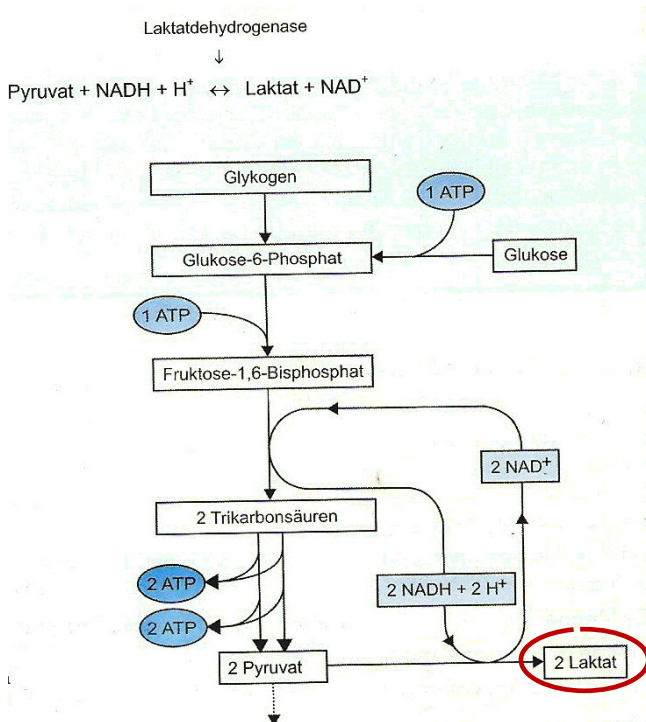 Laktatdehydrogenase
↓
Pyruvat + NADH + H⁺ ↔ Laktat + NAD⁺
Glykogen
1 ATP
Glukose-6-Phosphat
Glukose
1 ATP
Fruktose-1,6-Bisphosphat
2 NAD⁺
2 Trikarbonsäuren
2 ATP
2 NADH + 2 H⁺
2 ATP
2 Pyruvat
2 Laktat